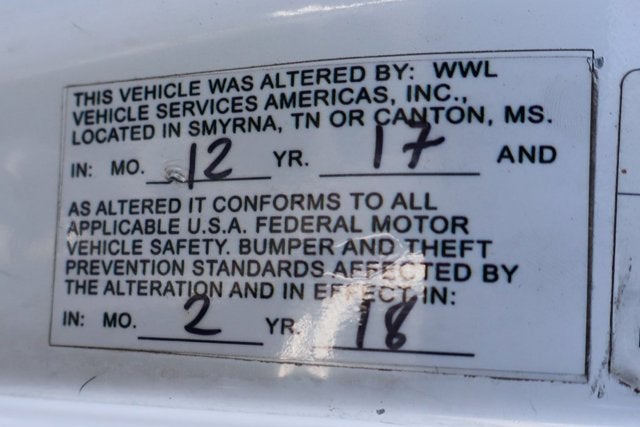 THIS VEHICLE WAS ALTERED BY: WWL
VEHICLE SERVICES AMERICAS, INC.,
LOCATED IN SMYRNA, TN OR CANTON, MS.
IN: MO. 12 YR. 17 AND
AS ALTERED IT CONFORMS TO ALL
APPLICABLE U.S.A. FEDERAL MOTOR
VEHICLE SAFETY. BUMPER AND THEFT
PREVENTION STANDARDS AFFECTED BY
THE ALTERATION AND IN EFFECT IN:
IN: MO. 2 YR. 18